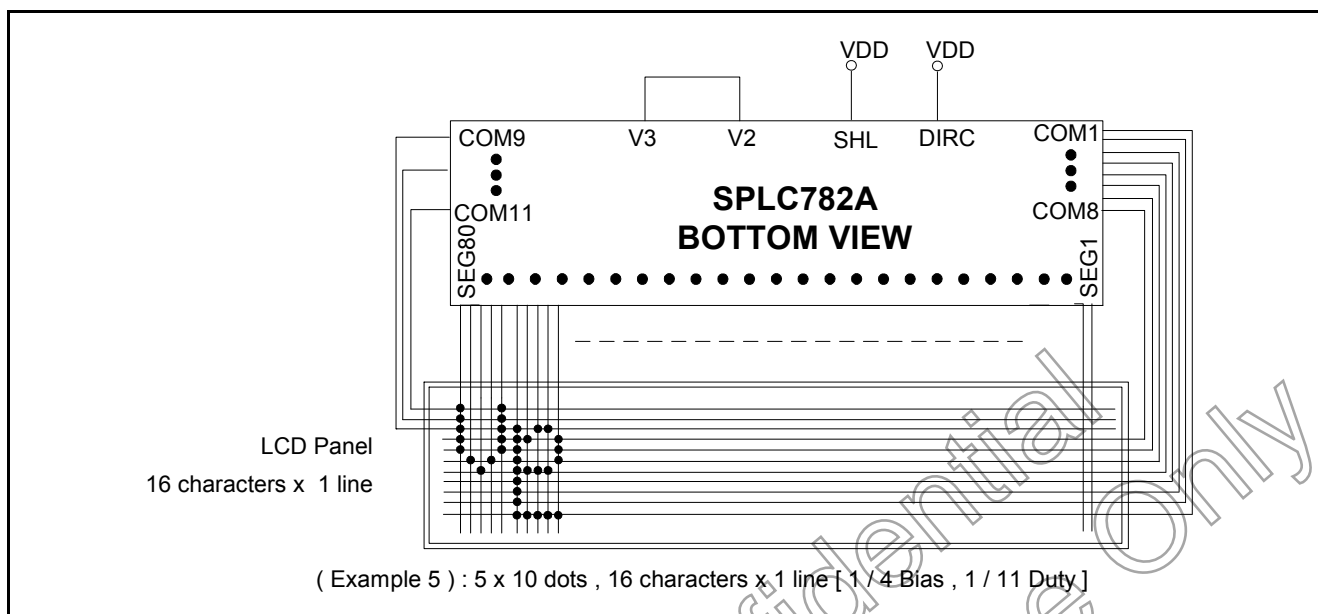 VDD VDD
COM9 V3 V2 SHL DIRC COM1
SPLC782A
COM11 COM8
BOTTOM VIEW
SEG80 SEG1
LCD Panel
16 characters x 1 line
( Example 5 ) : 5 x 10 dots , 16 characters x 1 line [ 1 / 4 Bias , 1 / 11 Duty ]